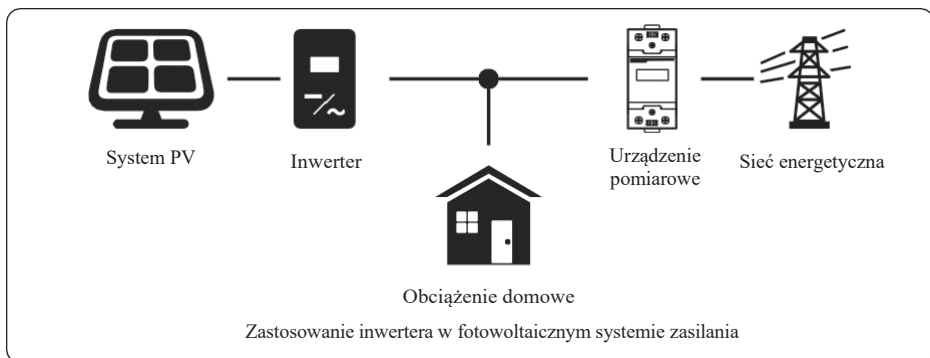 System PV
Inwerter
Urządzenie
pomiarowe
Sieć energetyczna
Obciążenie domowe
Zastosowanie inwertera w fotowoltaicznym systemie zasilania